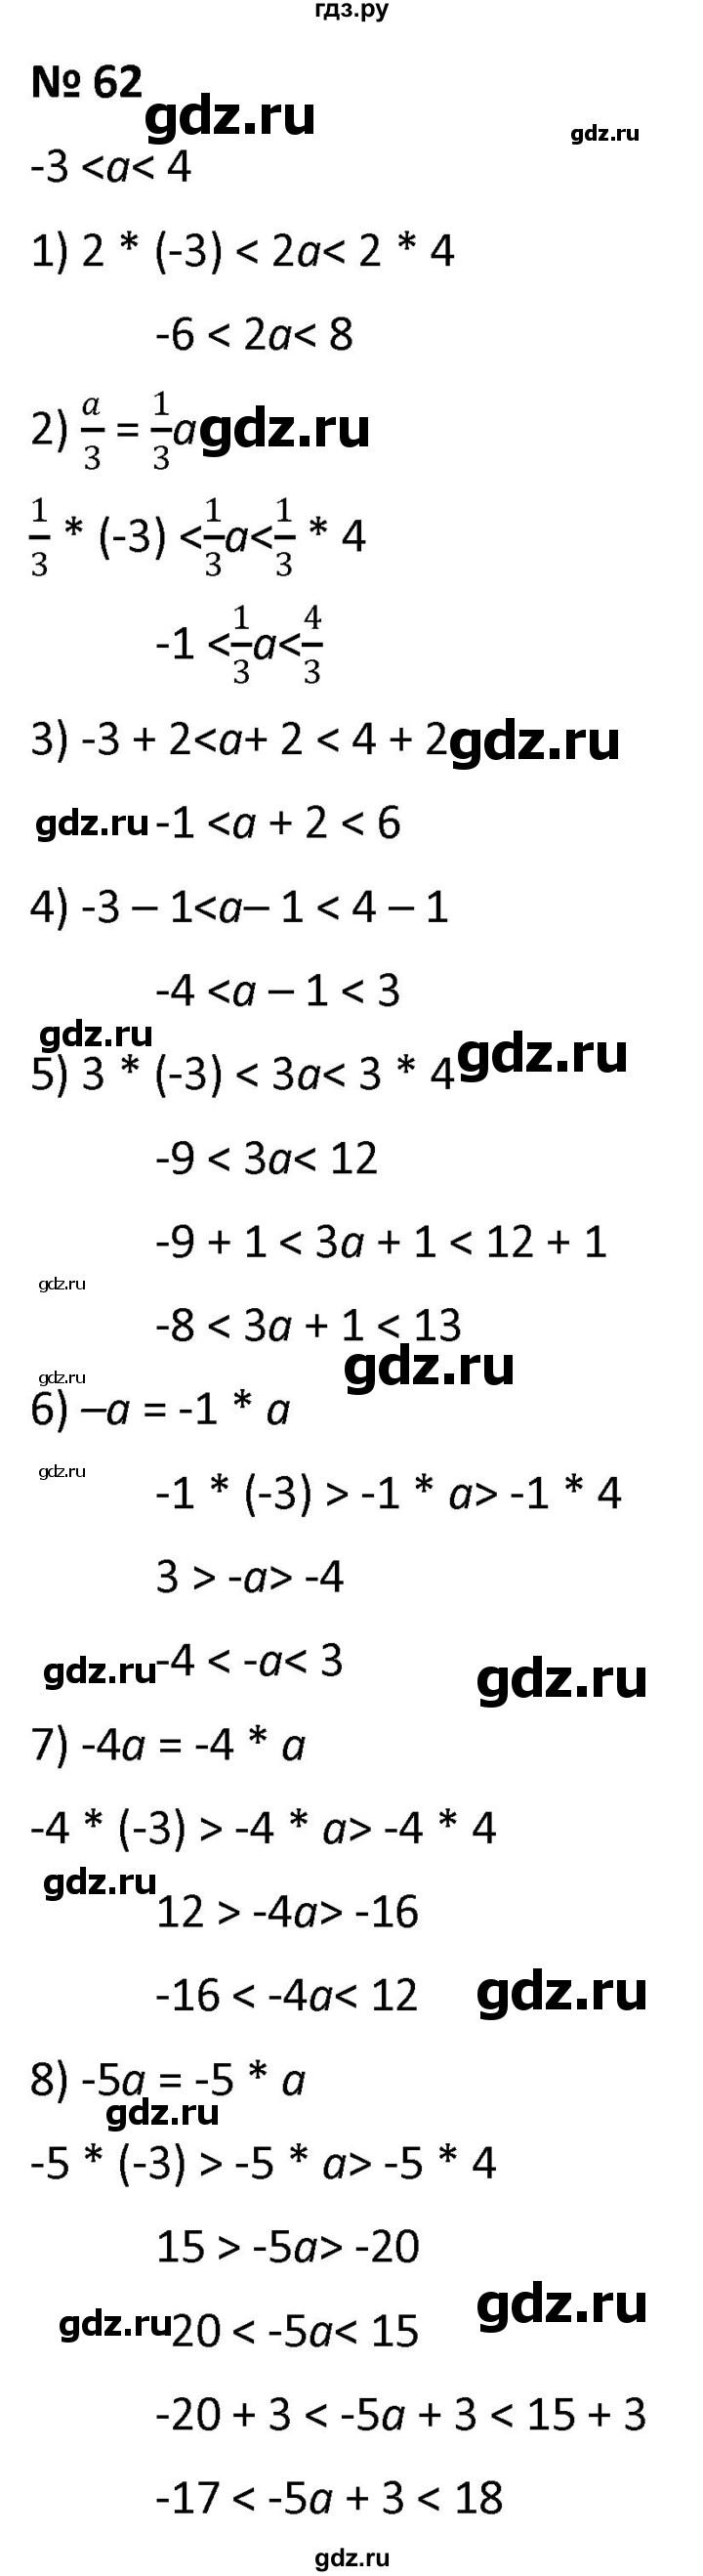 гдз.ру
№ 62
gdz.ru
gdz.ru
-3 <a< 4
1) 2 * (-3) < 2a< 2 * 4
-6 < 2a< 8
2) a/3 = 1/3 a gdz.ru
1/3 * (-3) < 1/3 a< 1/3 * 4
-1 < 1/3 a< 4/3
3) -3 + 2<a+ 2 < 4 + 2 gdz.ru
gdz.ru -1 <a + 2 < 6
4) -3 – 1<a– 1 < 4 – 1
-4 <a – 1 < 3
gdz.ru
5) 3 * (-3) < 3a< 3 * 4 gdz.ru
-9 < 3a< 12
-9 + 1 < 3a + 1 < 12 + 1
gdz.ru
-8 < 3a + 1 < 13
gdz.ru
gdz.ru
6) –a = -1 * a
gdz.ru
-1 * (-3) > -1 * a> -1 * 4
3 > -a> -4
gdz.ru -4 < -a< 3 gdz.ru
7) -4a = -4 * a
-4 * (-3) > -4 * a> -4 * 4
gdz.ru
12 > -4a> -16
-16 < -4a< 12 gdz.ru
8) -5a = -5 * a
gdz.ru
-5 * (-3) > -5 * a> -5 * 4
15 > -5a> -20
gdz.ru
gdz.ru 20 < -5a< 15
-20 + 3 < -5a + 3 < 15 + 3
-17 < -5a + 3 < 18
gdz.ru